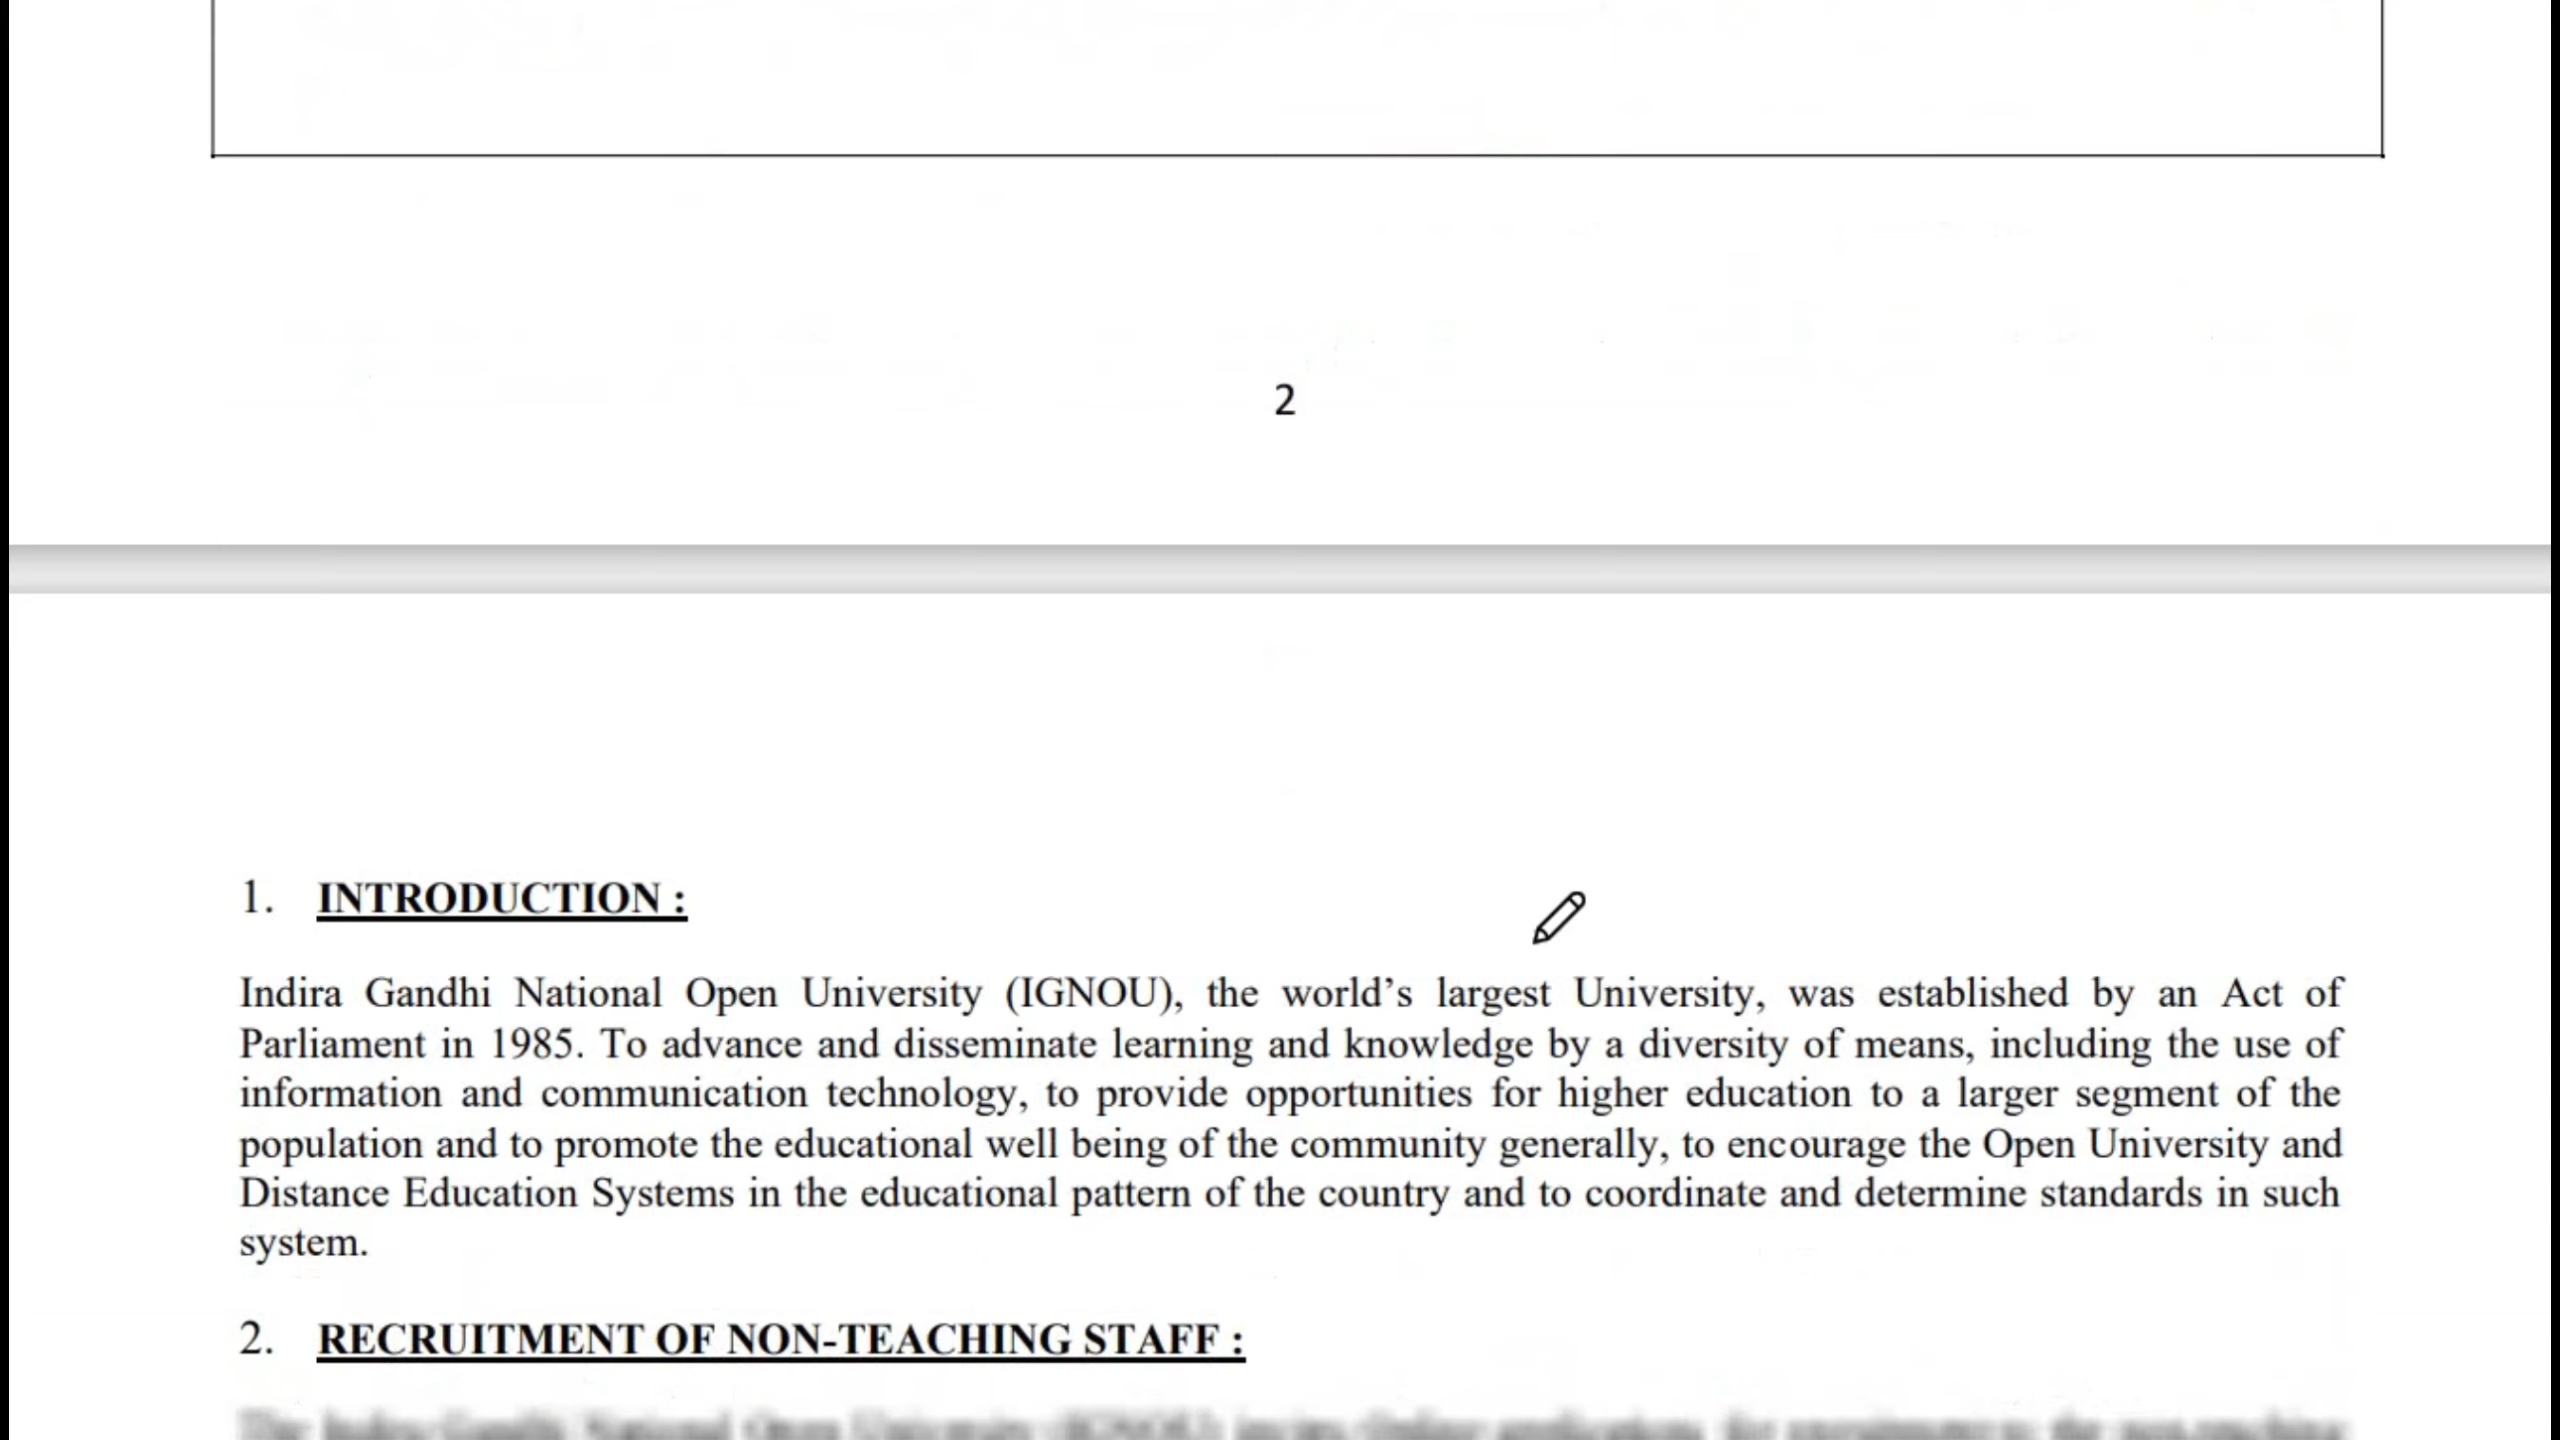 2
1. INTRODUCTION :
Indira Gandhi National Open University (IGNOU), the world’s largest University, was established by an Act of
Parliament in 1985. To advance and disseminate learning and knowledge by a diversity of means, including the use of
information and communication technology, to provide opportunities for higher education to a larger segment of the
population and to promote the educational well being of the community generally, to encourage the Open University and
Distance Education Systems in the educational pattern of the country and to coordinate and determine standards in such
system.
2. RECRUITMENT OF NON-TEACHING STAFF :